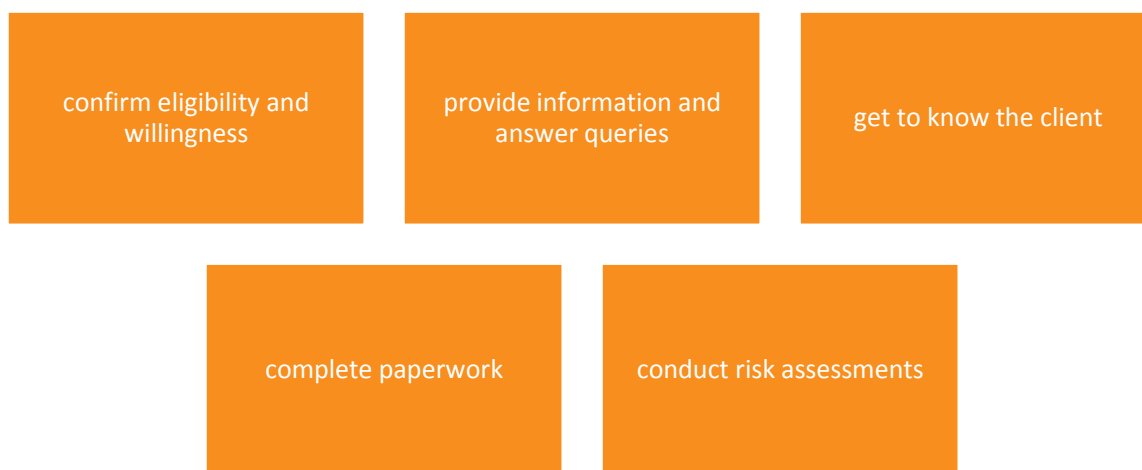 confirm eligibility and
willingness
provide information and
answer queries
get to know the client
complete paperwork
conduct risk assessments